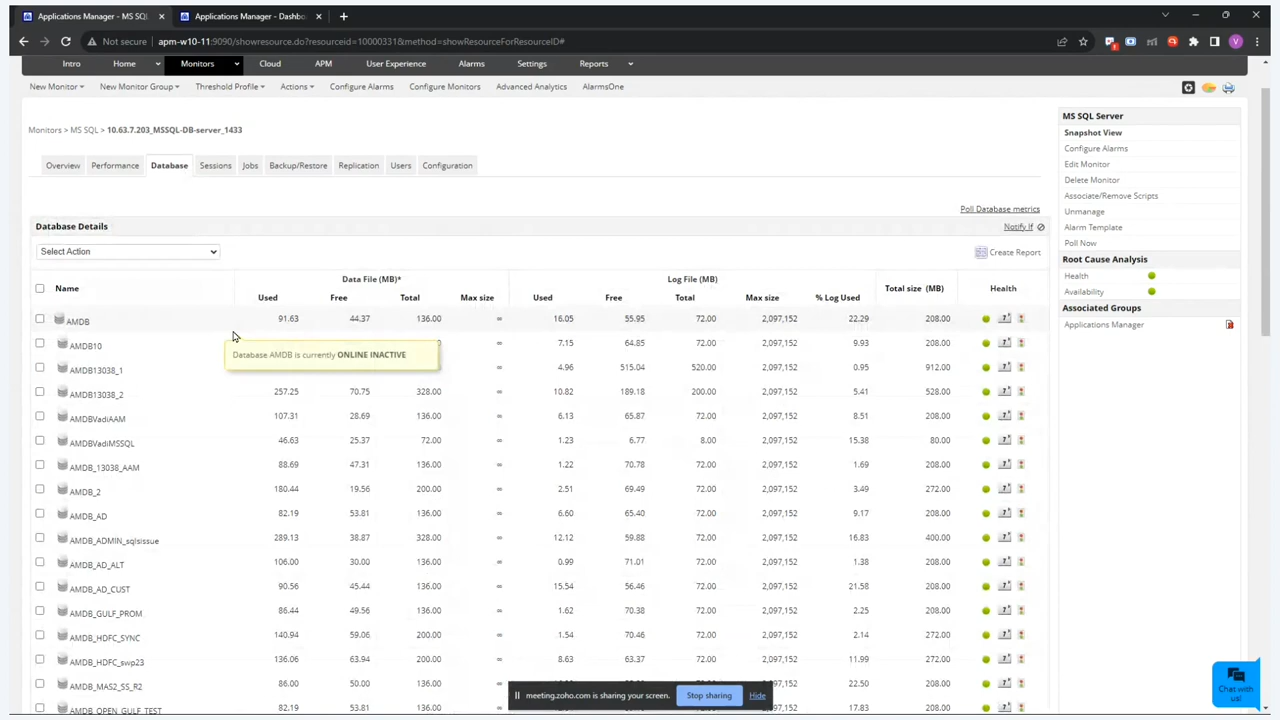 Applications Manager - MS SQL
Applications Manager - Dashbo
Not secure apm-w10-11:9090/showresource.do?resourceid=10000331&method=showResourceForResourceID#
V
Intro Home Monitors Cloud APM User Experience Alarms Settings Reports
New Monitor New Monitor Group Threshold Profile Actions Configure Alarms Configure Monitors Advanced Analytics AlarmsOne
Monitors > MS SQL > 10.63.7.203_MSSQL-DB-server_1433
Overview Performance Database Sessions Jobs Backup/Restore Replication Users Configuration
Poll Database metrics
Database Details Notify If
Select Action Create Report
Name Data File (MB)* Log File (MB) Total size (MB) Health
Used Free Total Max size Used Free Total Max size % Log Used
AMDB 91.63 44.37 136.00 ∞ 16.05 55.95 72.00 2,097,152 22.29 208.00
AMDB10 ∞ 7.15 64.85 72.00 2,097,152 9.93 208.00
Database AMDB is currently ONLINE INACTIVE
AMDB13038_1 ∞ 4.96 515.04 520.00 2,097,152 0.95 912.00
AMDB13038_2 257.25 70.75 328.00 ∞ 10.82 189.18 200.00 2,097,152 5.41 528.00
AMDBVadiAAM 107.31 28.69 136.00 ∞ 6.13 65.87 72.00 2,097,152 8.51 208.00
AMDBVadiMSSQL 46.63 25.37 72.00 ∞ 1.23 6.77 8.00 2,097,152 15.38 80.00
AMDB_13038_AAM 88.69 47.31 136.00 ∞ 1.22 70.78 72.00 2,097,152 1.69 208.00
AMDB_2 180.44 19.56 200.00 ∞ 2.51 69.49 72.00 2,097,152 3.49 272.00
AMDB_AD 82.19 53.81 136.00 ∞ 6.60 65.40 72.00 2,097,152 9.17 208.00
AMDB_ADMIN_sqlsissue 289.13 38.87 328.00 ∞ 12.12 59.88 72.00 2,097,152 16.83 400.00
AMDB_AD_ALT 106.00 30.00 136.00 ∞ 0.99 71.01 72.00 2,097,152 1.38 208.00
AMDB_AD_CUST 90.56 45.44 136.00 ∞ 15.54 56.46 72.00 2,097,152 21.58 208.00
AMDB_GULF_PROM 86.44 49.56 136.00 ∞ 1.62 70.38 72.00 2,097,152 2.25 208.00
AMDB_HDFC_SYNC 140.94 59.06 200.00 ∞ 1.54 70.46 72.00 2,097,152 2.14 272.00
AMDB_HDFC_swp23 136.06 63.94 200.00 ∞ 8.63 63.37 72.00 2,097,152 11.99 272.00
AMDB_MAS2_SS_R2 86.00 50.00 136.00 2,097,152 22.50 208.00
AMDB_OPEN_GULF_TEST 82.19 53.81 136.00 2,097,152 17.83 208.00
MS SQL Server
Snapshot View
Configure Alarms
Edit Monitor
Delete Monitor
Associate/Remove Scripts
Unmanage
Alarm Template
Poll Now
Root Cause Analysis
Health
Availability
Associated Groups
Applications Manager
meeting.zoho.com is sharing your screen. Stop sharing Hide
Chat with
us!